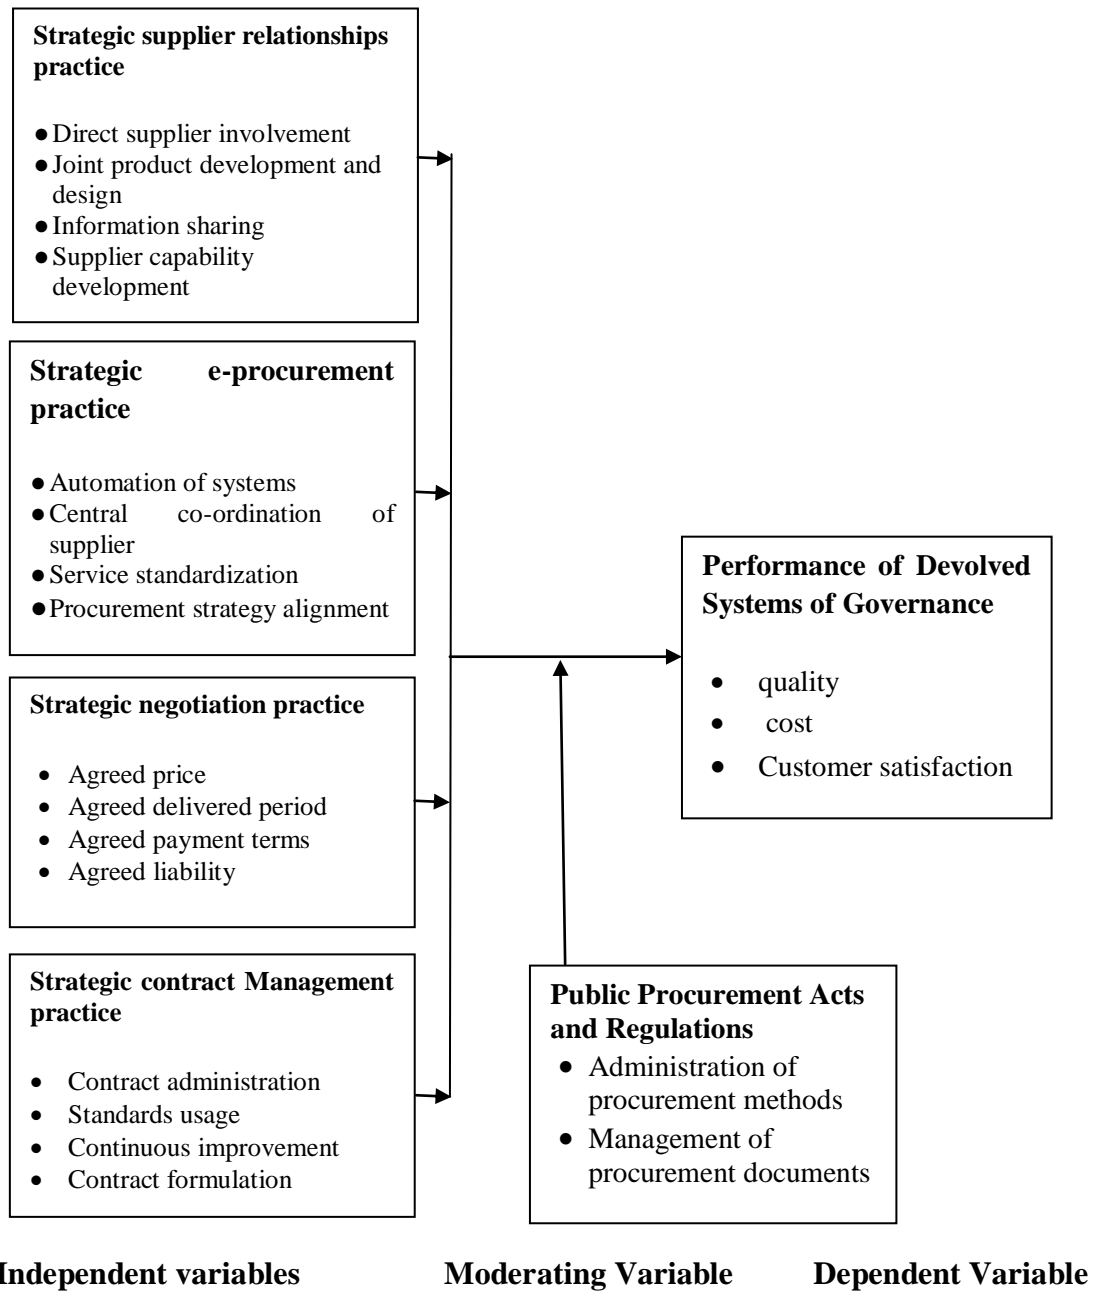 Strategic supplier relationships
practice
● Direct supplier involvement
● Joint product development and
design
● Information sharing
● Supplier capability
development
Strategic e-procurement
practice
● Automation of systems
● Central co-ordination of
supplier
● Service standardization
● Procurement strategy alignment
Strategic negotiation practice
• Agreed price
• Agreed delivered period
• Agreed payment terms
• Agreed liability
Strategic contract Management
practice
• Contract administration
• Standards usage
• Continuous improvement
• Contract formulation
Performance of Devolved
Systems of Governance
• quality
• cost
• Customer satisfaction
Public Procurement Acts
and Regulations
• Administration of
procurement methods
• Management of
procurement documents
Independent variables
Moderating Variable
Dependent Variable